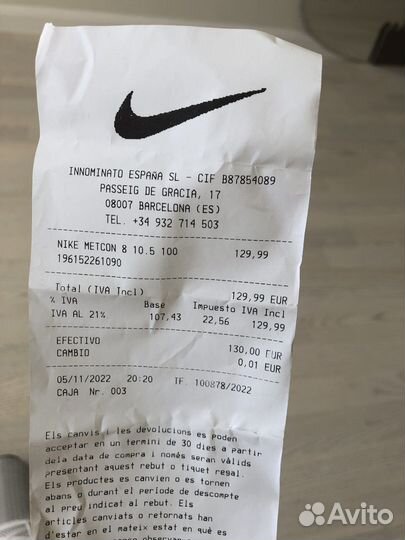 INNOMINATO ESPAÑA SL - CIF B87854089
PASSEIG DE GRACIA, 17
08007 BARCELONA (ES)
TEL. +34 932 714 503
NIKE METCON 8 10.5 100 129,99
196152261090
Total (IVA Incl) 129,99 EUR
% IVA Base Impuesto IVA Incl
IVA AL 21% 107,43 22,56 129,99
EFECTIVO 130,00 EUR
CAMBIO 0,01 EUR
05/11/2022 20:20 TF. 100878/2022
CAJA Nr. 003
Els canvis i les devolucions es poden
acceptar en un termini de 30 dies a partir
dela data de compra i només seran vàlids
presentant aquest rebut o tiquet regal.
Els productes es canvien o es tornen
abans o durant el període de descompte
al preu indicat al rebut. Els
articles canviats o retornats han
d'estar en el mateix estat en què es
Avito